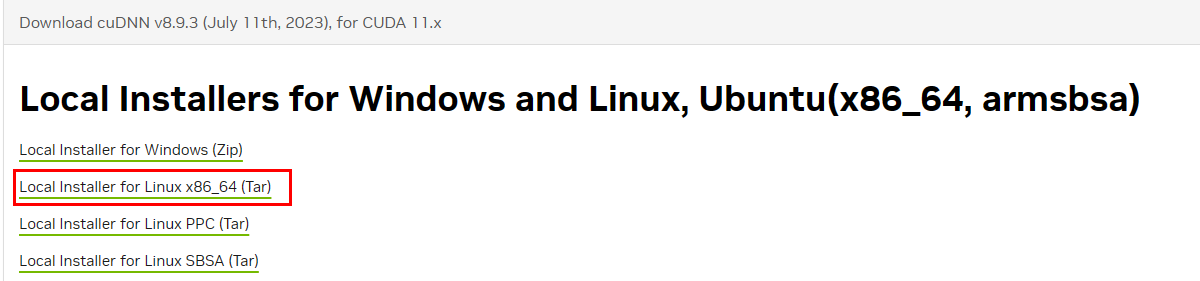 Download cuDNN v8.9.3 (July 11th, 2023), for CUDA 11.x
Local Installers for Windows and Linux, Ubuntu(x86_64, armsbsa)
Local Installer for Windows (Zip)
Local Installer for Linux x86_64 (Tar)
Local Installer for Linux PPC (Tar)
Local Installer for Linux SBSA (Tar)